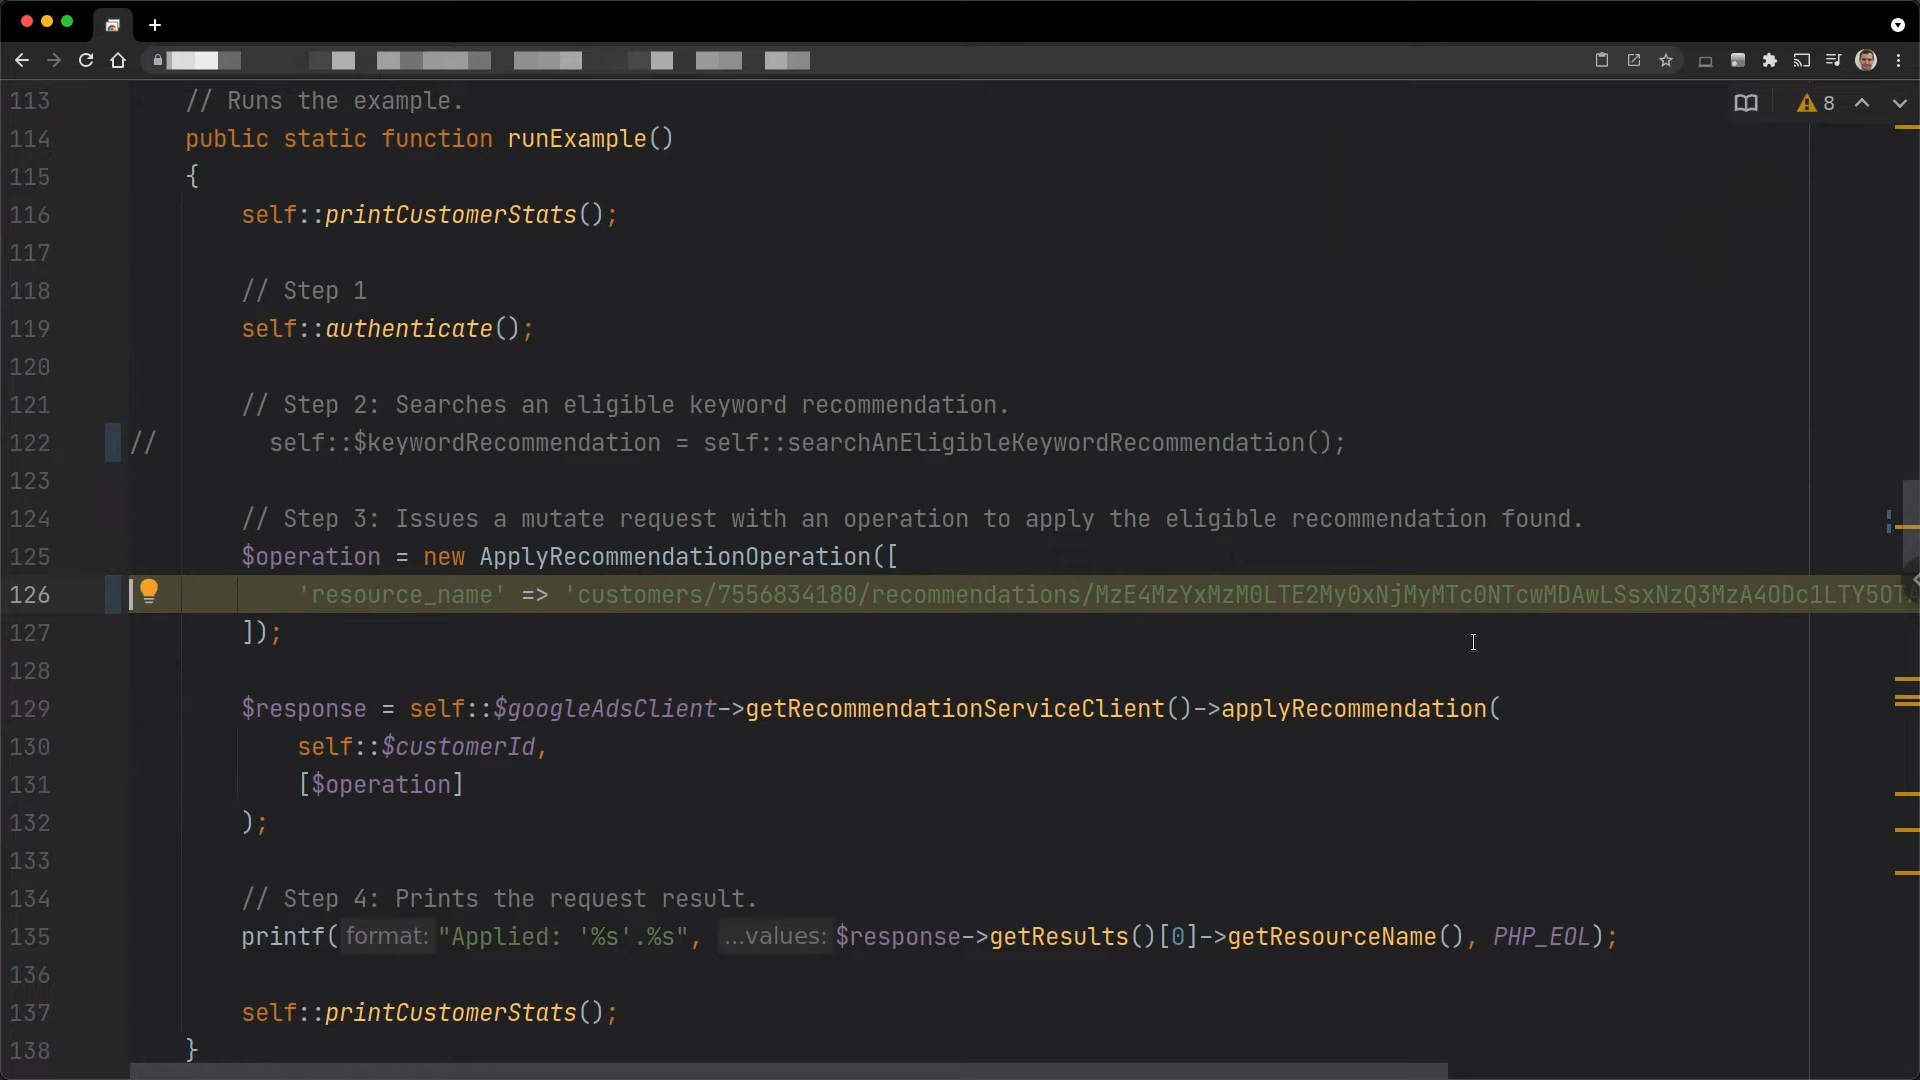 8
113 // Runs the example.
114 public static function runExample()
115 {
116 self::printCustomerStats();
117
118 // Step 1
119 self::authenticate();
120
121 // Step 2: Searches an eligible keyword recommendation.
122 // self::$keywordRecommendation = self::searchAnEligibleKeywordRecommendation();
123
124 // Step 3: Issues a mutate request with an operation to apply the eligible recommendation found.
125 $operation = new ApplyRecommendationOperation([
126 'resource_name' => 'customers/7556834180/recommendations/MzE4MzYxMzM0LTE2My0xNjMyMTc0NTcwMDAwLSsxNzQ3MzA4ODc1LTY5OT
127 ]);
128
129 $response = self::$googleAdsClient->getRecommendationServiceClient()->applyRecommendation(
130 self::$customerId,
131 [$operation]
132 );
133
134 // Step 4: Prints the request result.
135 printf( format: "Applied: '%s'.%s", ...values: $response->getResults()[0]->getResourceName(), PHP_EOL);
136
137 self::printCustomerStats();
138 }